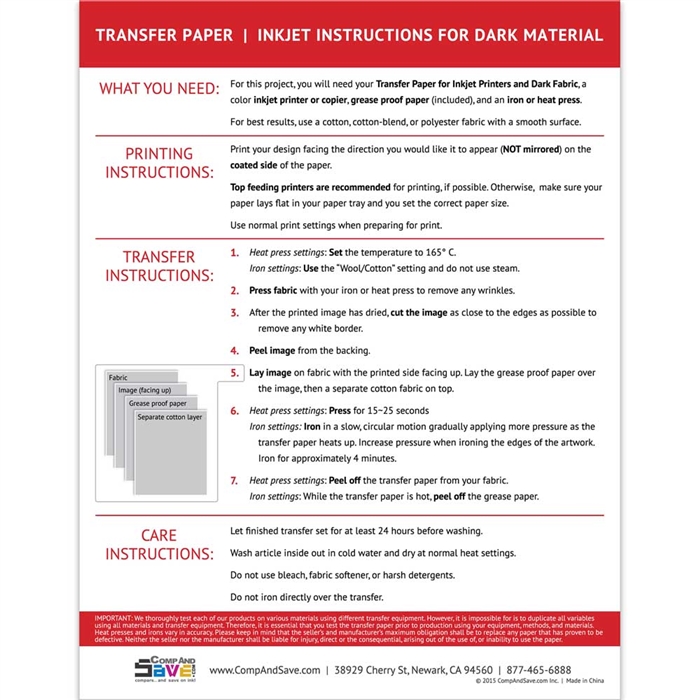 TRANSFER PAPER | INKJET INSTRUCTIONS FOR DARK MATERIAL
WHAT YOU NEED:
For this project, you will need your Transfer Paper for Inkjet Printers and Dark Fabric, a
color inkjet printer or copier, grease proof paper (included), and an iron or heat press.
For best results, use a cotton, cotton-blend, or polyester fabric with a smooth surface.
PRINTING
INSTRUCTIONS:
Print your design facing the direction you would like it to appear (NOT mirrored) on the
coated side of the paper.
Top feeding printers are recommended for printing, if possible. Otherwise, make sure your
paper lays flat in your paper tray and you set the correct paper size.
Use normal print settings when preparing for print.
TRANSFER
INSTRUCTIONS:
1. Heat press settings: Set the temperature to 165° C.
Iron settings: Use the "Wool/Cotton" setting and do not use steam.
2. Press fabric with your iron or heat press to remove any wrinkles.
3. After the printed image has dried, cut the image as close to the edges as possible to
remove any white border.
4. Peel image from the backing.
5. Lay image on fabric with the printed side facing up. Lay the grease proof paper over
the image, then a separate cotton fabric on top.
Fabric
Image (facing up)
Grease proof paper
Separate cotton layer
6. Heat press settings: Press for 15~25 seconds
Iron settings: Iron in a slow, circular motion gradually applying more pressure as the
transfer paper heats up. Increase pressure when ironing the edges of the artwork.
Iron for approximately 4 minutes.
7. Heat press settings: Peel off the transfer paper from your fabric.
Iron settings: While the transfer paper is hot, peel off the grease paper.
CARE
INSTRUCTIONS:
Let finished transfer set for at least 24 hours before washing.
Wash article inside out in cold water and dry at normal heat settings.
Do not use bleach, fabric softener, or harsh detergents.
Do not iron directly over the transfer.
IMPORTANT: We thoroughly test each of our products on various materials using different transfer equipment. However, it is impossible for is to duplicate all variables
using all materials and transfer equipment. Therefore, it is essential that you test the transfer paper prior to production using your equipment, methods, and materials.
Heat presses and irons vary in accuracy. Please keep in mind that the seller's and manufacturer's maximum obligation shall be to replace any paper that has proven to be
defective. Neither the seller nor the manufacturer shall be liable for injury, direct or consequential, arising out of the use of, or inability to use the paper.
COMPAND
SAVE.COM
compare... and save on ink!
www.CompAndSave.com | 38929 Cherry St, Newark, CA 94560 | 877-465-6888
© 2015 CompAndSave.com Inc. | Made in China